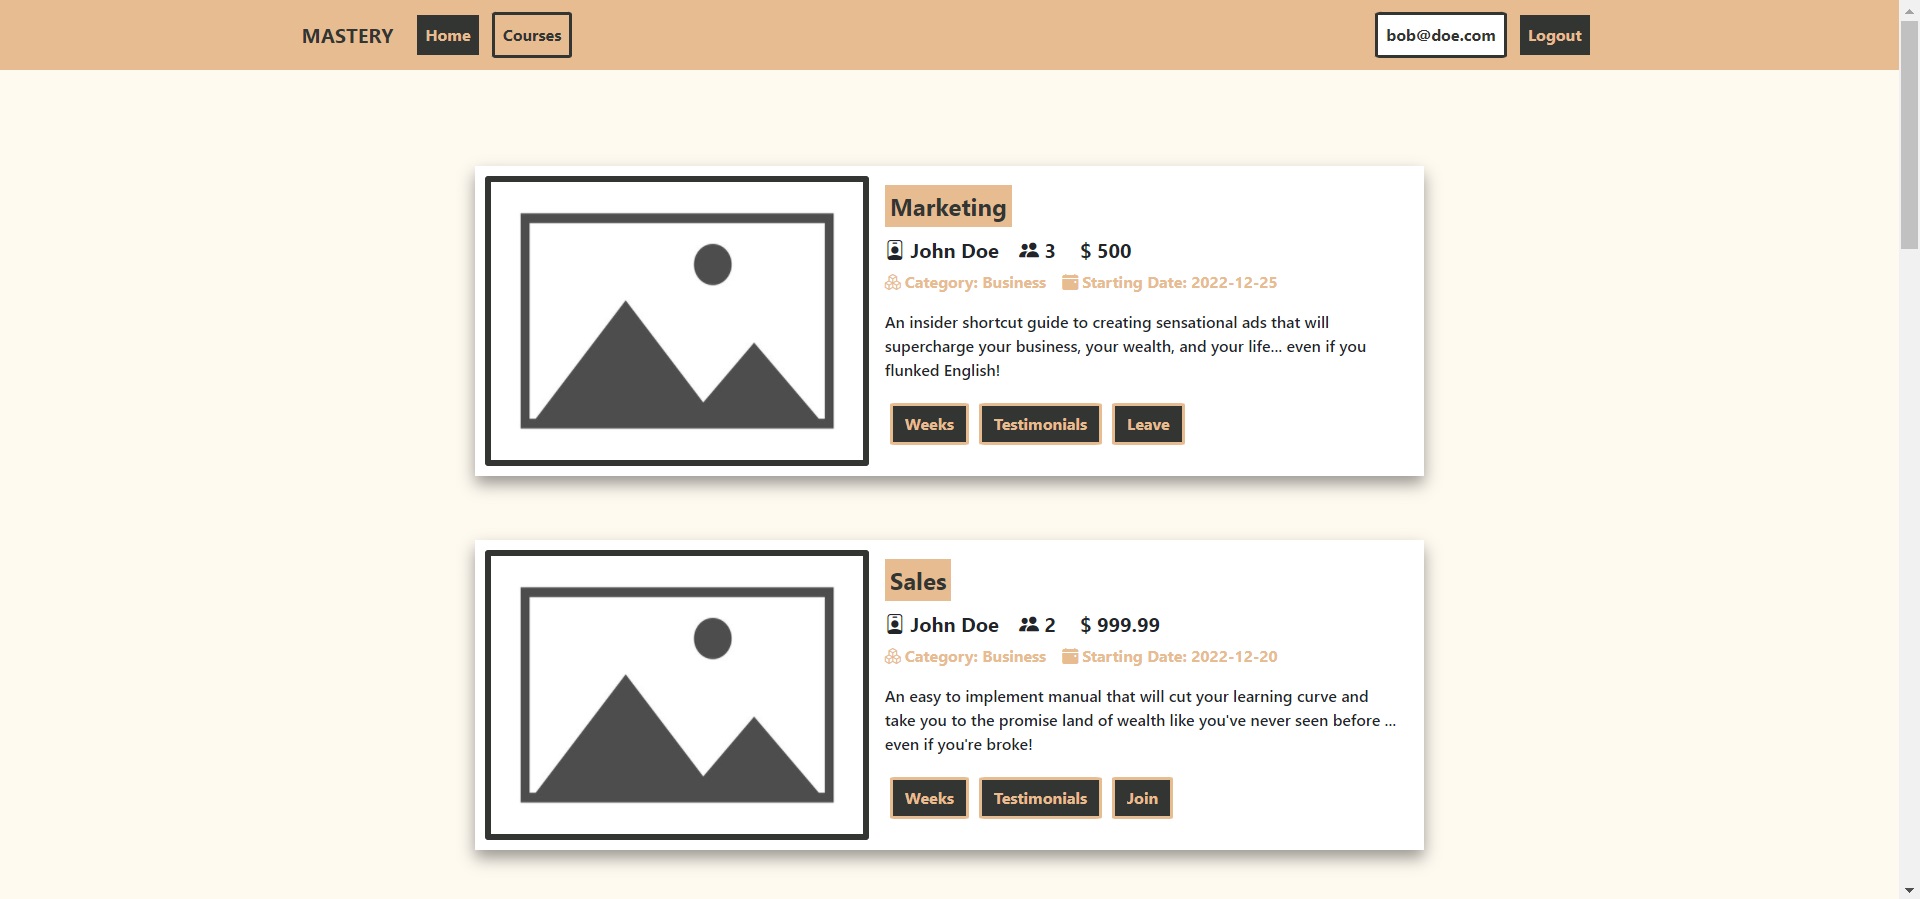 MASTERY Home Courses bob@doe.com Logout
Marketing
John Doe 3 $ 500
Category: Business Starting Date: 2022-12-25
An insider shortcut guide to creating sensational ads that will
supercharge your business, your wealth, and your life... even if you
flunked English!
Weeks Testimonials Leave
Sales
John Doe 2 $ 999.99
Category: Business Starting Date: 2022-12-20
An easy to implement manual that will cut your learning curve and
take you to the promise land of wealth like you've never seen before ...
even if you're broke!
Weeks Testimonials Join